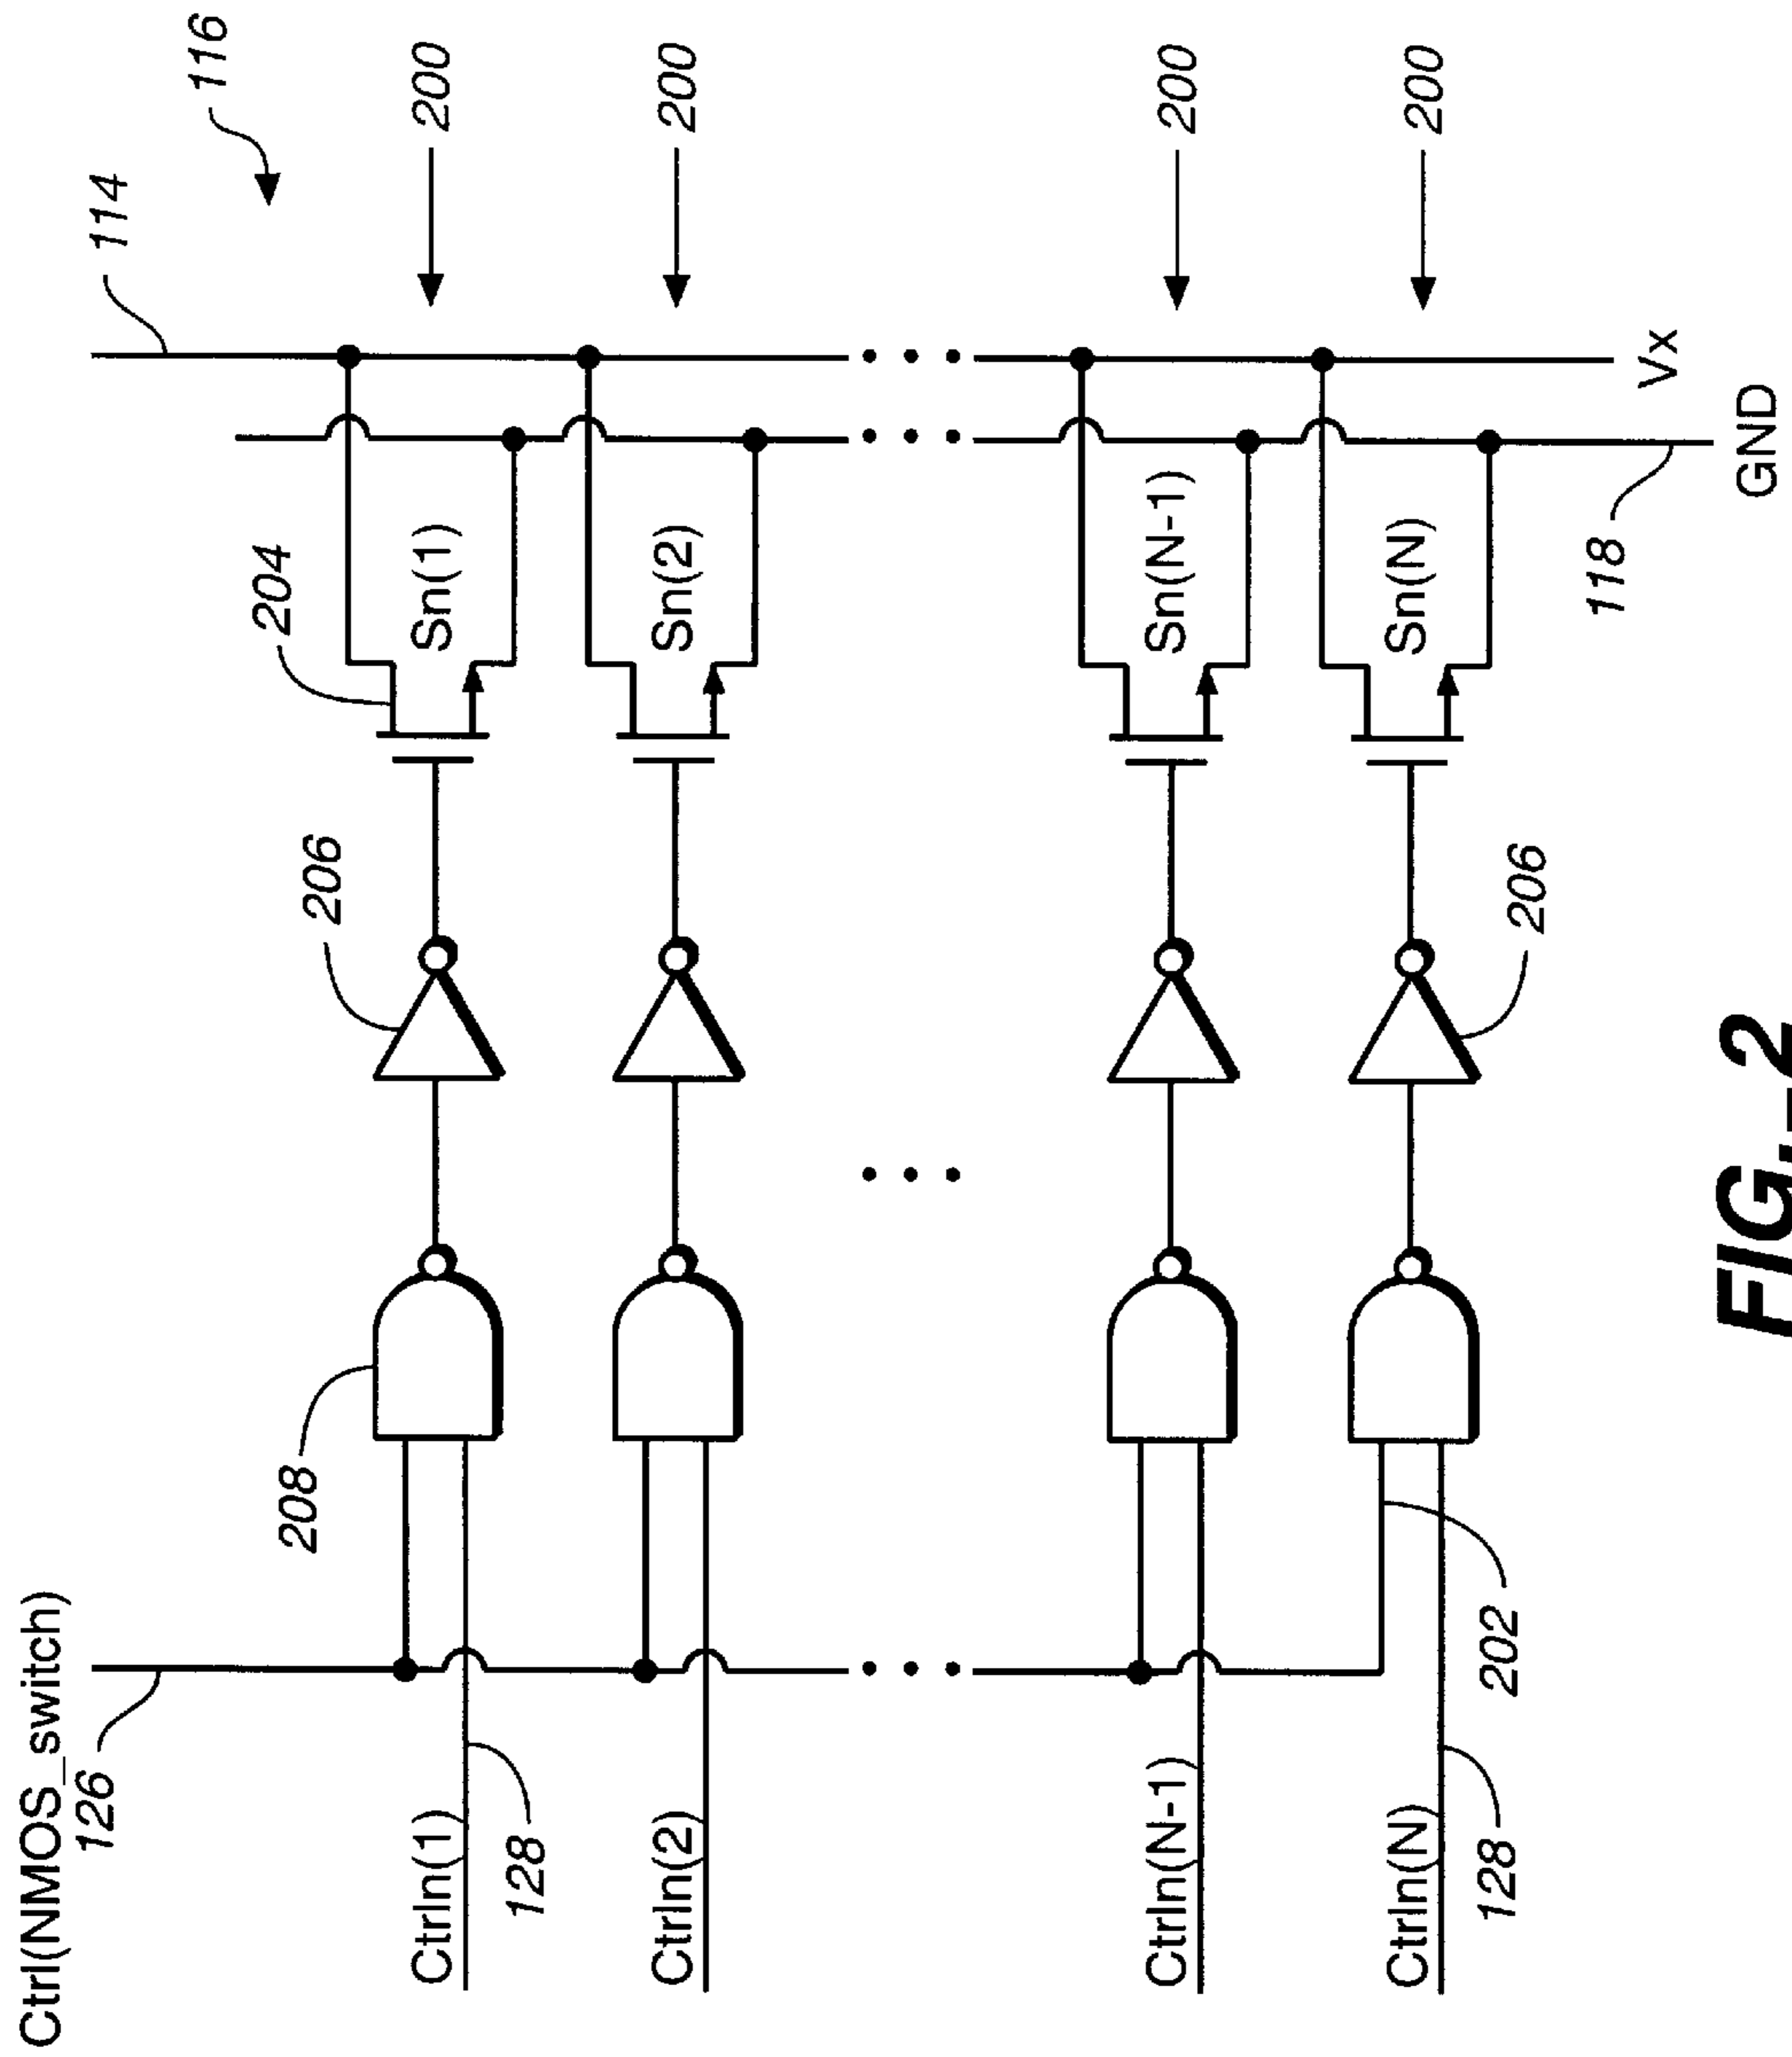 Ctrl(NMOS_switch)
126
114
116
208
206
204
Ctrln(1)
Sn(1)
200
128
Ctrln(2)
Sn(2)
200
Ctrln(N-1)
Sn(N-1)
200
Ctrln(N)
Sn(N)
200
128
202
206
118
Vx
GND
FIG._2